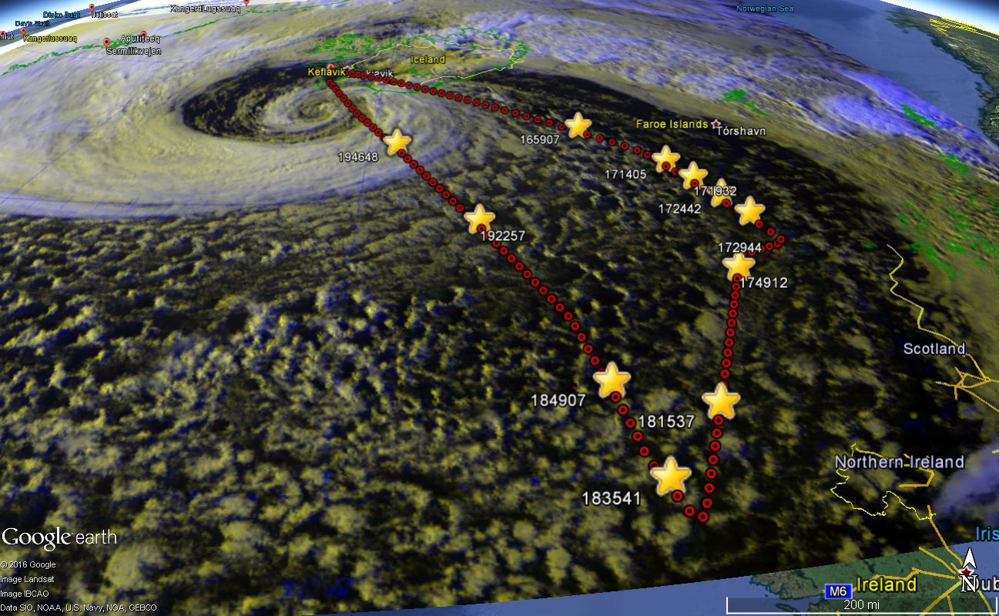 KangerdLugssuaq
Norwegian Sea
Disko Bugt
Ilulissat
Davis Strait
Kangerlussuaq
Aputiteeq
Sermilikvejen
Iceland
Keflavik
kjavik
Faroe Islands
Tórshavn
165907
194648
171405
171932
172442
192257
172944
174912
Scotland
184907
181537
Northern Ireland
183541
Iris
Google earth
© 2016 Google
Image Landsat
Image IBCAO
Data SIO, NOAA, U.S. Navy, NGA, GEBCO
N
M6
Ireland
Dub
200 mi